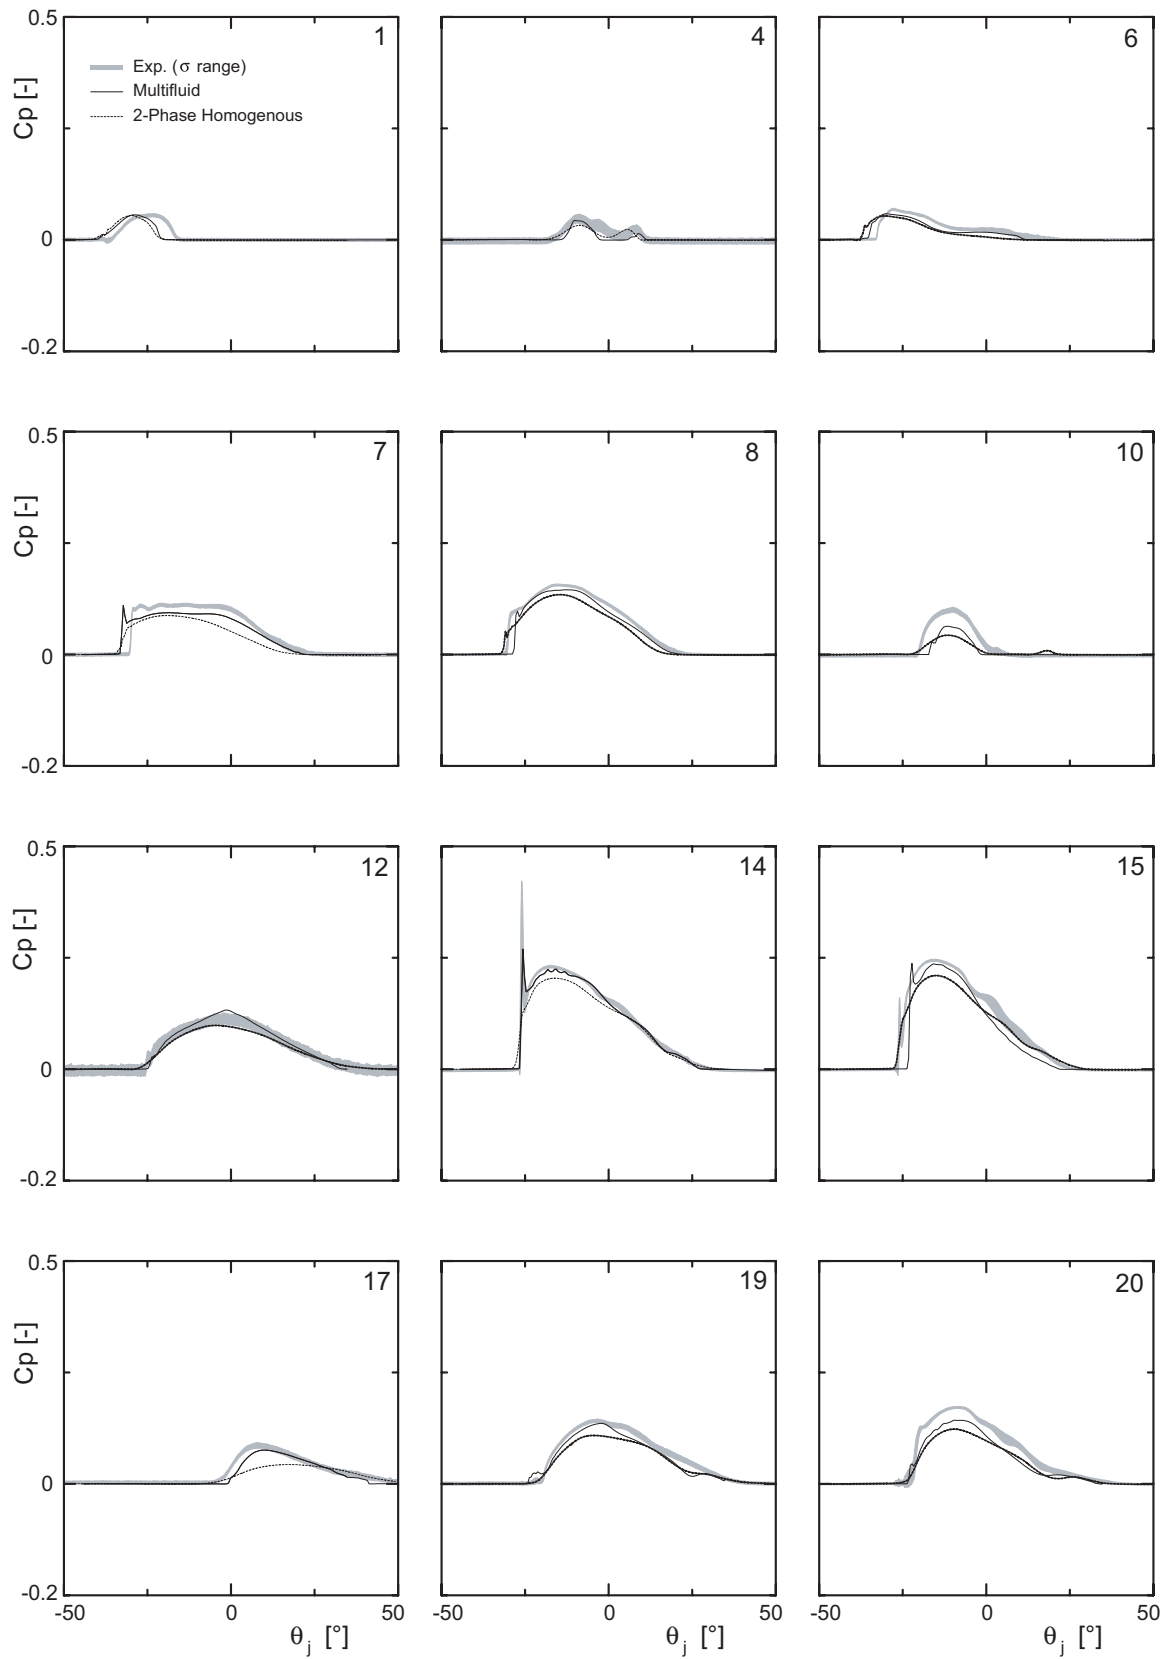 0.5
1
4
6
Exp. (σ range)
Multifluid
2-Phase Homogenous
Cp [-]
0
-0.2
0.5
7
8
10
Cp [-]
0
-0.2
0.5
12
14
15
Cp [-]
0
-0.2
0.5
17
19
20
Cp [-]
0
-0.2
-50 0 50 -50 0 50 -50 0 50
θj [°] θj [°] θj [°]